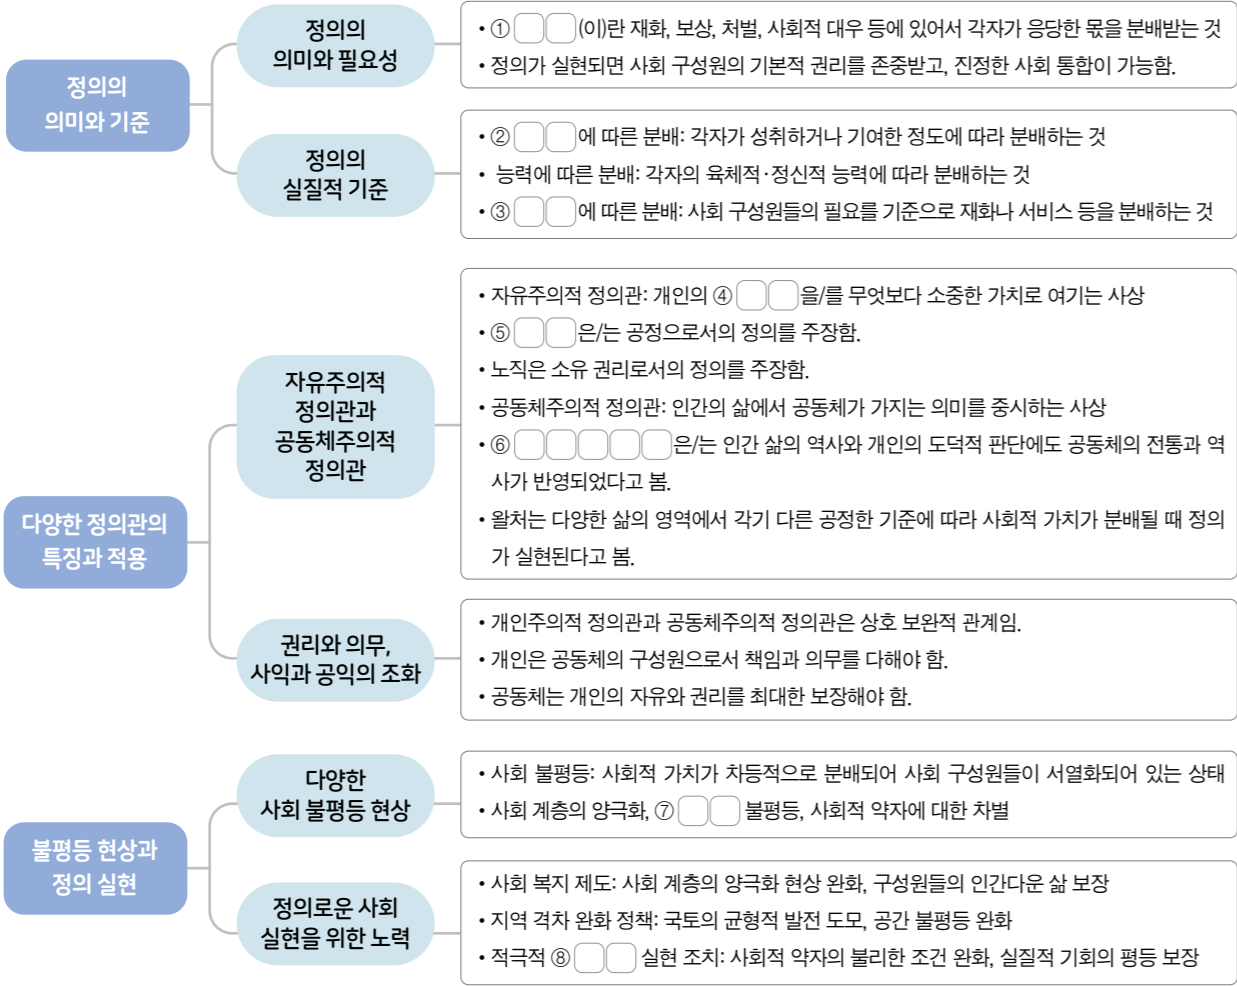 정의의
의미와 기준
정의의
의미와 필요성
• ① (이)란 재화, 보상, 처벌, 사회적 대우 등에 있어서 각자가 응당한 몫을 분배받는 것
• 정의가 실현되면 사회 구성원의 기본적 권리를 존중받고, 진정한 사회 통합이 가능함.
정의의
실질적 기준
• ② 에 따른 분배: 각자가 성취하거나 기여한 정도에 따라 분배하는 것
• 능력에 따른 분배: 각자의 육체적·정신적 능력에 따라 분배하는 것
• ③ 에 따른 분배: 사회 구성원들의 필요를 기준으로 재화나 서비스 등을 분배하는 것
다양한 정의관의
특징과 적용
자유주의적
정의관과
공동체주의적
정의관
• 자유주의적 정의관: 개인의 ④ 을/를 무엇보다 소중한 가치로 여기는 사상
• ⑤ 은/는 공정으로서의 정의를 주장함.
• 노직은 소유 권리로서의 정의를 주장함.
• 공동체주의적 정의관: 인간의 삶에서 공동체가 가지는 의미를 중시하는 사상
• ⑥ 은/는 인간 삶의 역사와 개인의 도덕적 판단에도 공동체의 전통과 역
사가 반영되었다고 봄.
• 왈처는 다양한 삶의 영역에서 각기 다른 공정한 기준에 따라 사회적 가치가 분배될 때 정의
가 실현된다고 봄.
권리와 의무,
사익과 공익의 조화
• 개인주의적 정의관과 공동체주의적 정의관은 상호 보완적 관계임.
• 개인은 공동체의 구성원으로서 책임과 의무를 다해야 함.
• 공동체는 개인의 자유와 권리를 최대한 보장해야 함.
불평등 현상과
정의 실현
다양한
사회 불평등 현상
• 사회 불평등: 사회적 가치가 차등적으로 분배되어 사회 구성원들이 서열화되어 있는 상태
• 사회 계층의 양극화, ⑦ 불평등, 사회적 약자에 대한 차별
정의로운 사회
실현을 위한 노력
• 사회 복지 제도: 사회 계층의 양극화 현상 완화, 구성원들의 인간다운 삶 보장
• 지역 격차 완화 정책: 국토의 균형적 발전 도모, 공간 불평등 완화
• 적극적 ⑧ 실현 조치: 사회적 약자의 불리한 조건 완화, 실질적 기회의 평등 보장